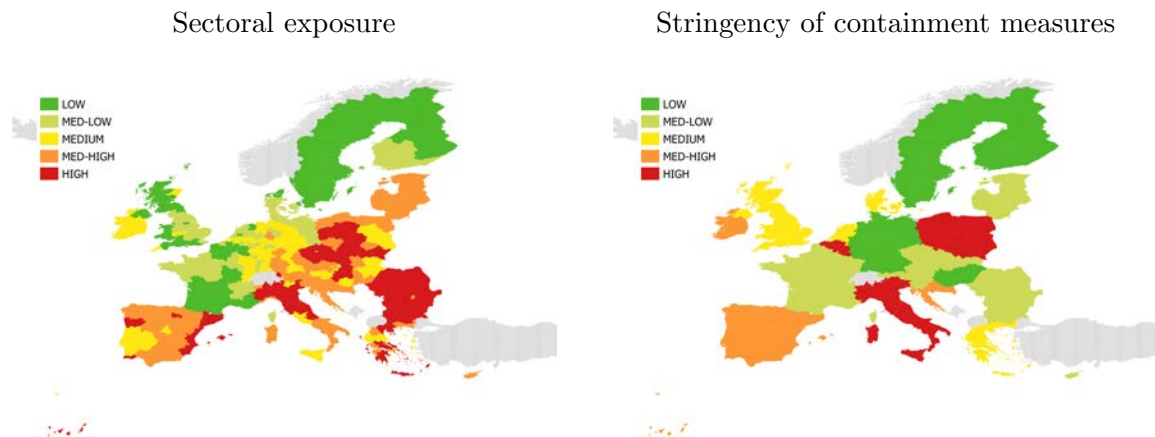 Sectoral exposure
LOW
MED-LOW
MEDIUM
MED-HIGH
HIGH
Stringency of containment measures
LOW
MED-LOW
MEDIUM
MED-HIGH
HIGH